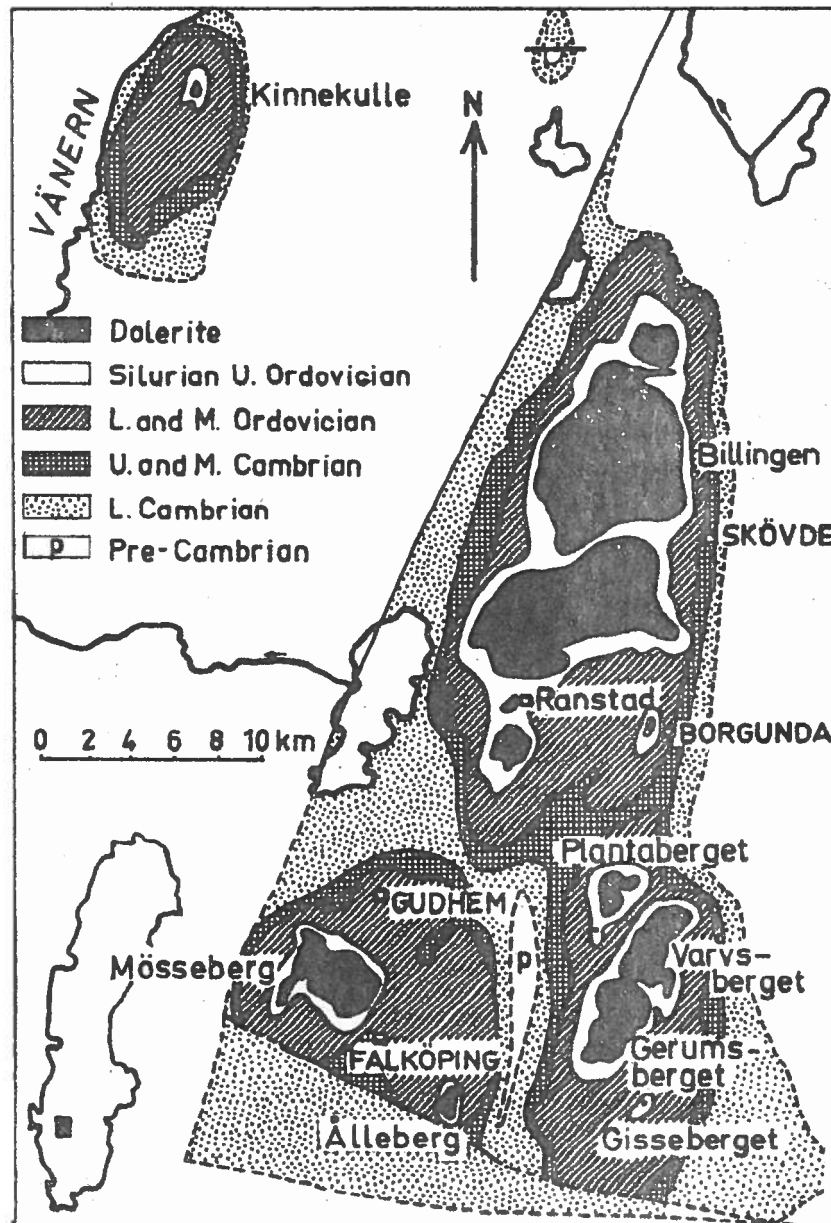 Kinnekulle
VÄNERN
N
Dolerite
Silurian U. Ordovician
L. and M. Ordovician
U. and M. Cambrian
L. Cambrian
p Pre-Cambrian
Billingen
SKÖVDE
Ranstad
BORGUNDA
0 2 4 6 8 10 km
Plantaberget
GUDHEM
p
Mösseberg
Varvs-
berget
FALKÖPING
Gerums-
berget
Ålleberg
Gisseberget